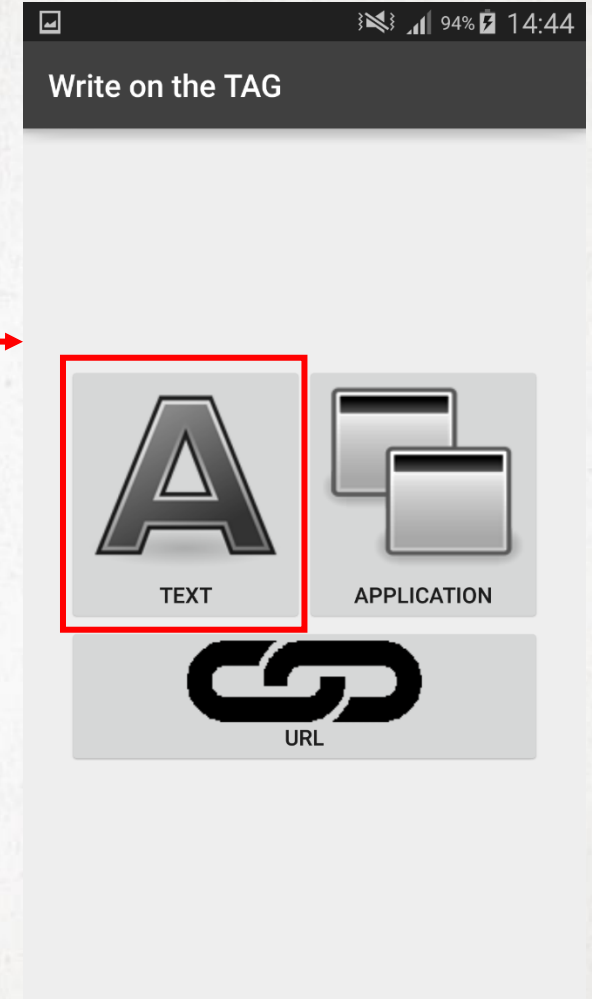 94% 14:44
Write on the TAG
A
TEXT
APPLICATION
URL